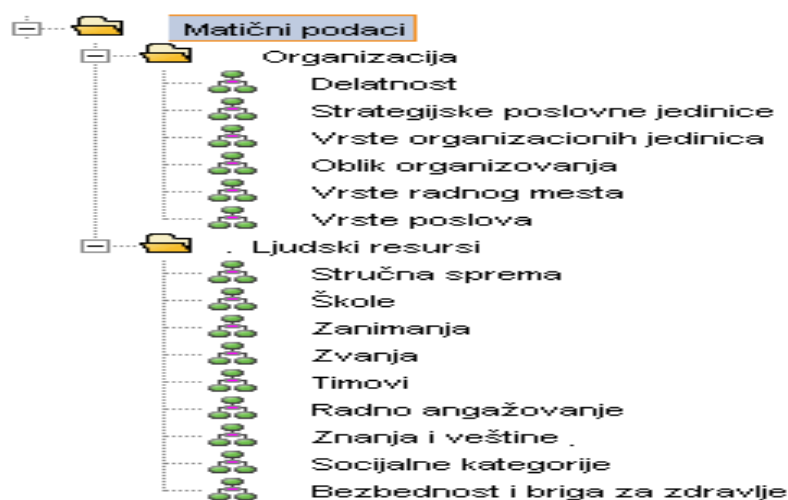 Matični podaci
Organizacija
Delatnost
Strategijske poslovne jedinice
Vrste organizacionih jedinica
Oblik organizovanja
Vrste radnog mesta
Vrste poslova
. Ljudski resursi
Stručna sprema
Škole
Zanimanja
Zvanja
Timovi
Radno angažovanje
Znanja i veštine .
Socijalne kategorije
Bezbednost i briga za zdravlje